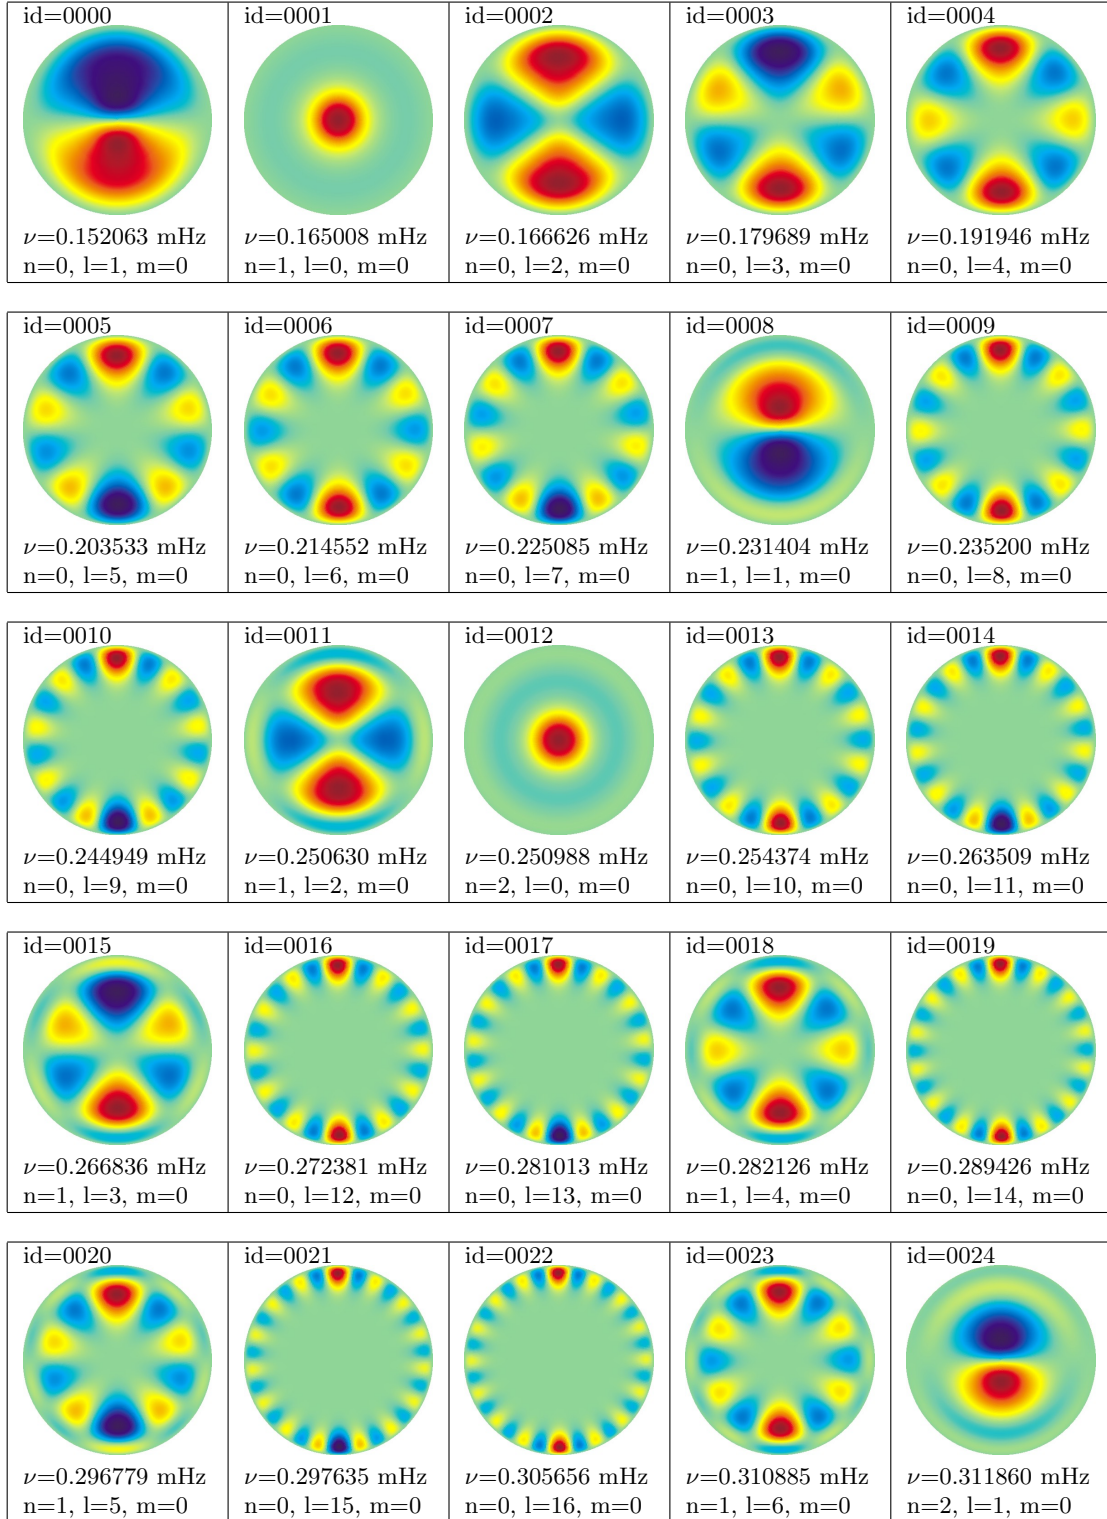 id=0000
ν=0.152063 mHz
n=0, l=1, m=0
id=0001
ν=0.165008 mHz
n=1, l=0, m=0
id=0002
ν=0.166626 mHz
n=0, l=2, m=0
id=0003
ν=0.179689 mHz
n=0, l=3, m=0
id=0004
ν=0.191946 mHz
n=0, l=4, m=0
id=0005
ν=0.203533 mHz
n=0, l=5, m=0
id=0006
ν=0.214552 mHz
n=0, l=6, m=0
id=0007
ν=0.225085 mHz
n=0, l=7, m=0
id=0008
ν=0.231404 mHz
n=1, l=1, m=0
id=0009
ν=0.235200 mHz
n=0, l=8, m=0
id=0010
ν=0.244949 mHz
n=0, l=9, m=0
id=0011
ν=0.250630 mHz
n=1, l=2, m=0
id=0012
ν=0.250988 mHz
n=2, l=0, m=0
id=0013
ν=0.254374 mHz
n=0, l=10, m=0
id=0014
ν=0.263509 mHz
n=0, l=11, m=0
id=0015
ν=0.266836 mHz
n=1, l=3, m=0
id=0016
ν=0.272381 mHz
n=0, l=12, m=0
id=0017
ν=0.281013 mHz
n=0, l=13, m=0
id=0018
ν=0.282126 mHz
n=1, l=4, m=0
id=0019
ν=0.289426 mHz
n=0, l=14, m=0
id=0020
ν=0.296779 mHz
n=1, l=5, m=0
id=0021
ν=0.297635 mHz
n=0, l=15, m=0
id=0022
ν=0.305656 mHz
n=0, l=16, m=0
id=0023
ν=0.310885 mHz
n=1, l=6, m=0
id=0024
ν=0.311860 mHz
n=2, l=1, m=0